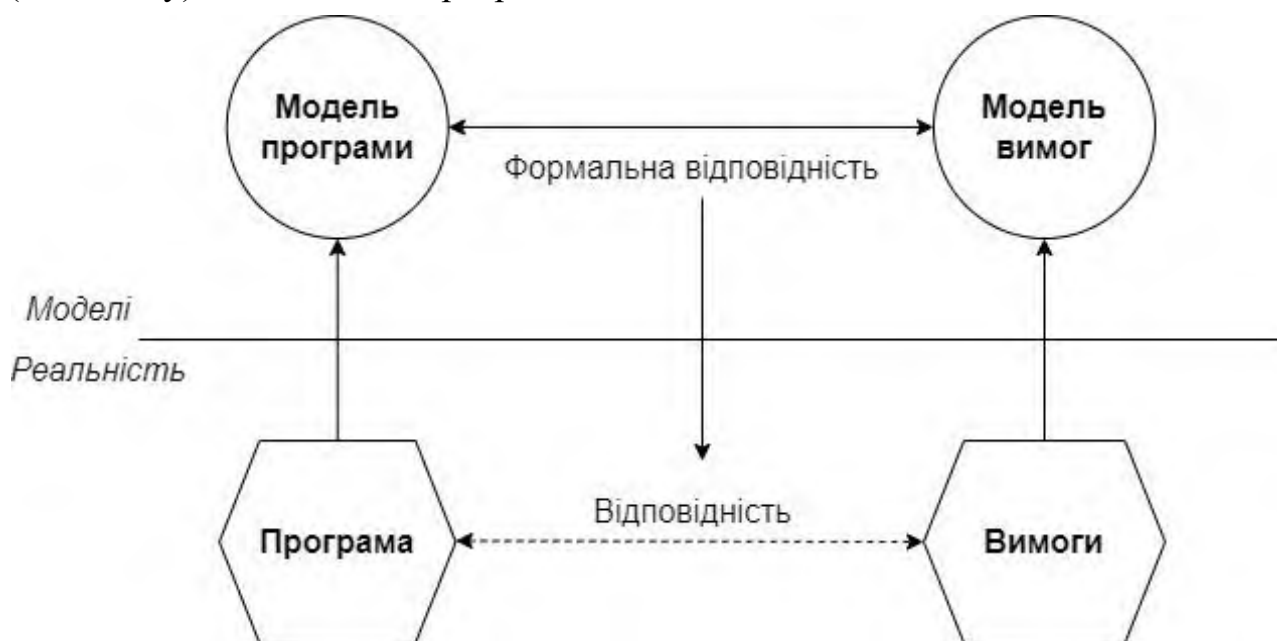 Модель
програми
Модель
вимог
Формальна відповідність
Моделі
Реальність
Відповідність
Програма
Вимоги